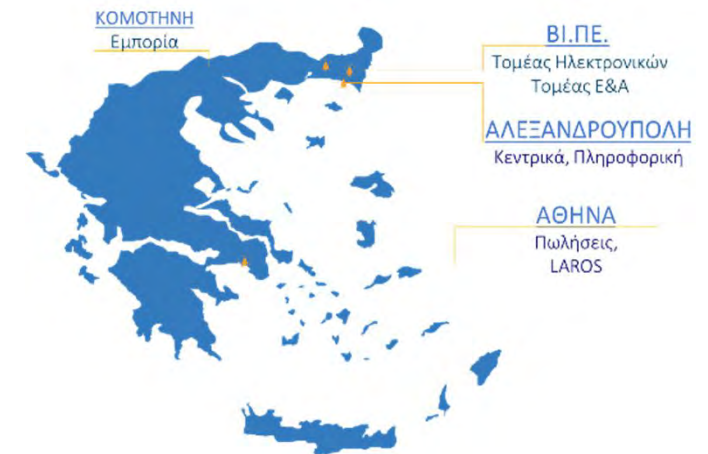 ΚΟΜΟΤΗΝΗ
Εμπορία
ΒΙ.ΠΕ.
Τομέας Ηλεκτρονικών
Τομέας Ε&Α
ΑΛΕΞΑΝΔΡΟΥΠΟΛΗ
Κεντρικά, Πληροφορική
ΑΘΗΝΑ
Πωλήσεις,
LAROS